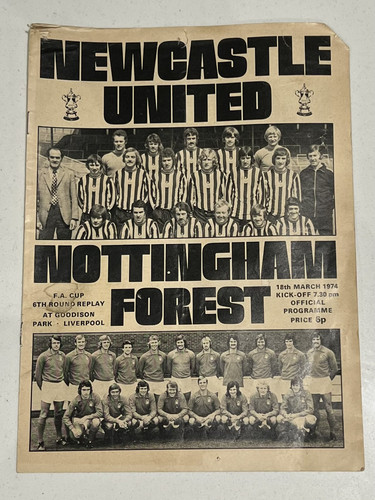 NEWCASTLE
UNITED
NOTTINGHAM
FOREST
F.A. CUP
6TH ROUND REPLAY
AT GOODISON
PARK · LIVERPOOL
18th MARCH 1974
KICK-OFF 7.30 pm
OFFICIAL
PROGRAMME
PRICE 5p